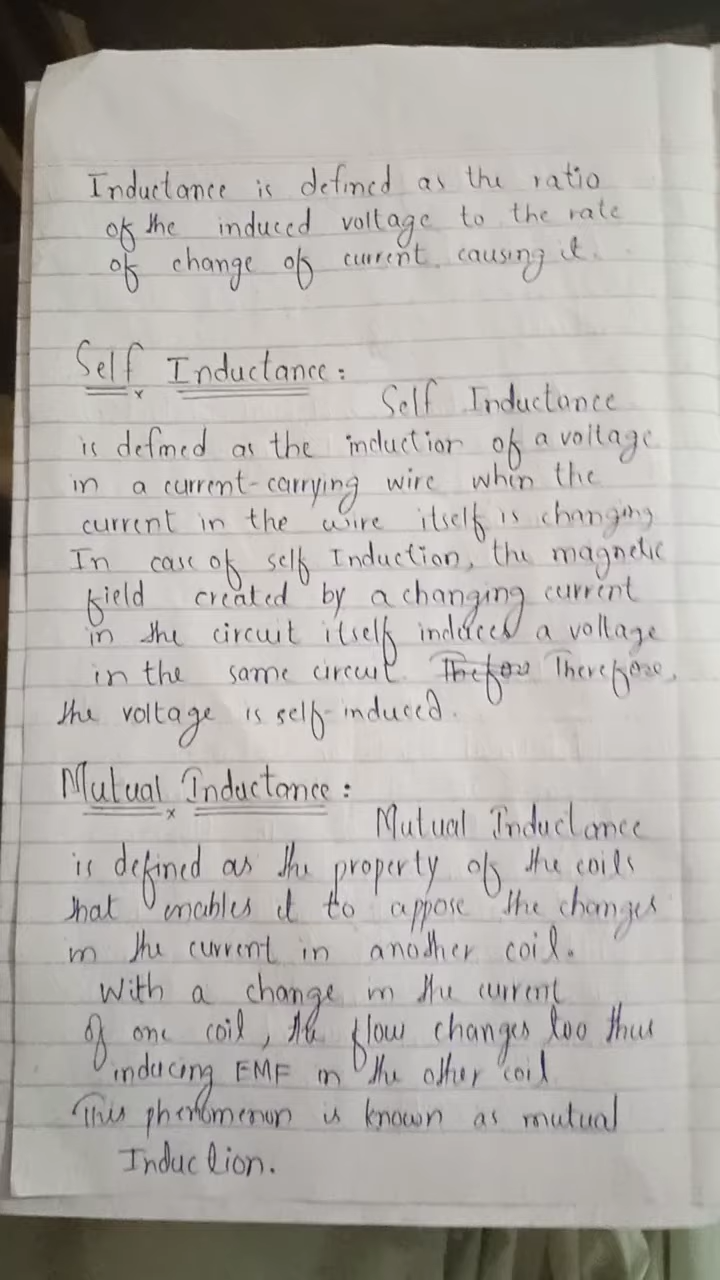 Inductance is defined as the ratio
of the induced voltage to the rate
of change of current causing it.
Self Inductance:
Self Inductance
is defined as the induction of a voltage
in a current-carrying wire when the
current in the wire itself is changing
In case of self Induction, the magnetic
field created by a changing current
in the circuit itself induces a voltage
in the same circuit. Therefore,
the voltage is self-induced.
Mutual Inductance:
Mutual Inductance
is defined as the property of the coils
that enables it to appose the changes
in the current in another coil.
With a change in the current
of one coil, the flow changes too thus
inducing EMF in the other coil
This phenomenon is known as mutual
Induction.